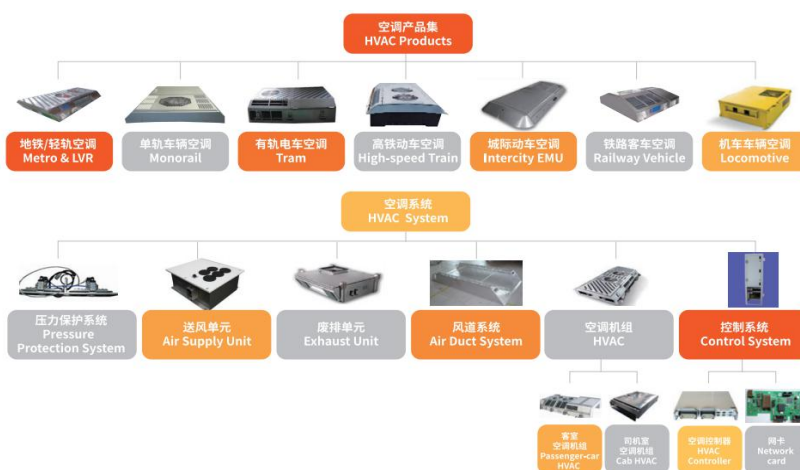 空调产品集
HVAC Products
地铁/轻轨空调
Metro & LVR
单轨车辆空调
Monorail
有轨电车空调
Tram
高铁动车空调
High-speed Train
城际动车空调
Intercity EMU
铁路客车空调
Railway Vehicle
机车车辆空调
Locomotive
空调系统
HVAC System
压力保护系统
Pressure
Protection System
送风单元
Air Supply Unit
废排单元
Exhaust Unit
风道系统
Air Duct System
空调机组
HVAC
控制系统
Control System
客室
空调机组
Passenger-car
HVAC
司机室
空调机组
Cab HVAC
空调控制器
HVAC
Controller
网卡
Network
card